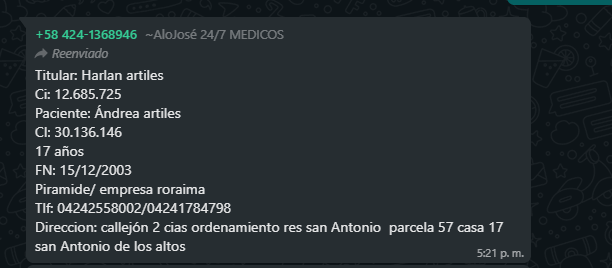 +58 424-1368946 ~AloJosé 24/7 MEDICOS
Reenviado
Titular: Harlan artiles
Ci: 12.685.725
Paciente: Ándrea artiles
CI: 30.136.146
17 años
FN: 15/12/2003
Piramide/ empresa roraima
Tlf: 04242558002/04241784798
Direccion: callejón 2 cias ordenamiento res san Antonio  parcela 57 casa 17
san Antonio de los altos
5:21 p. m.